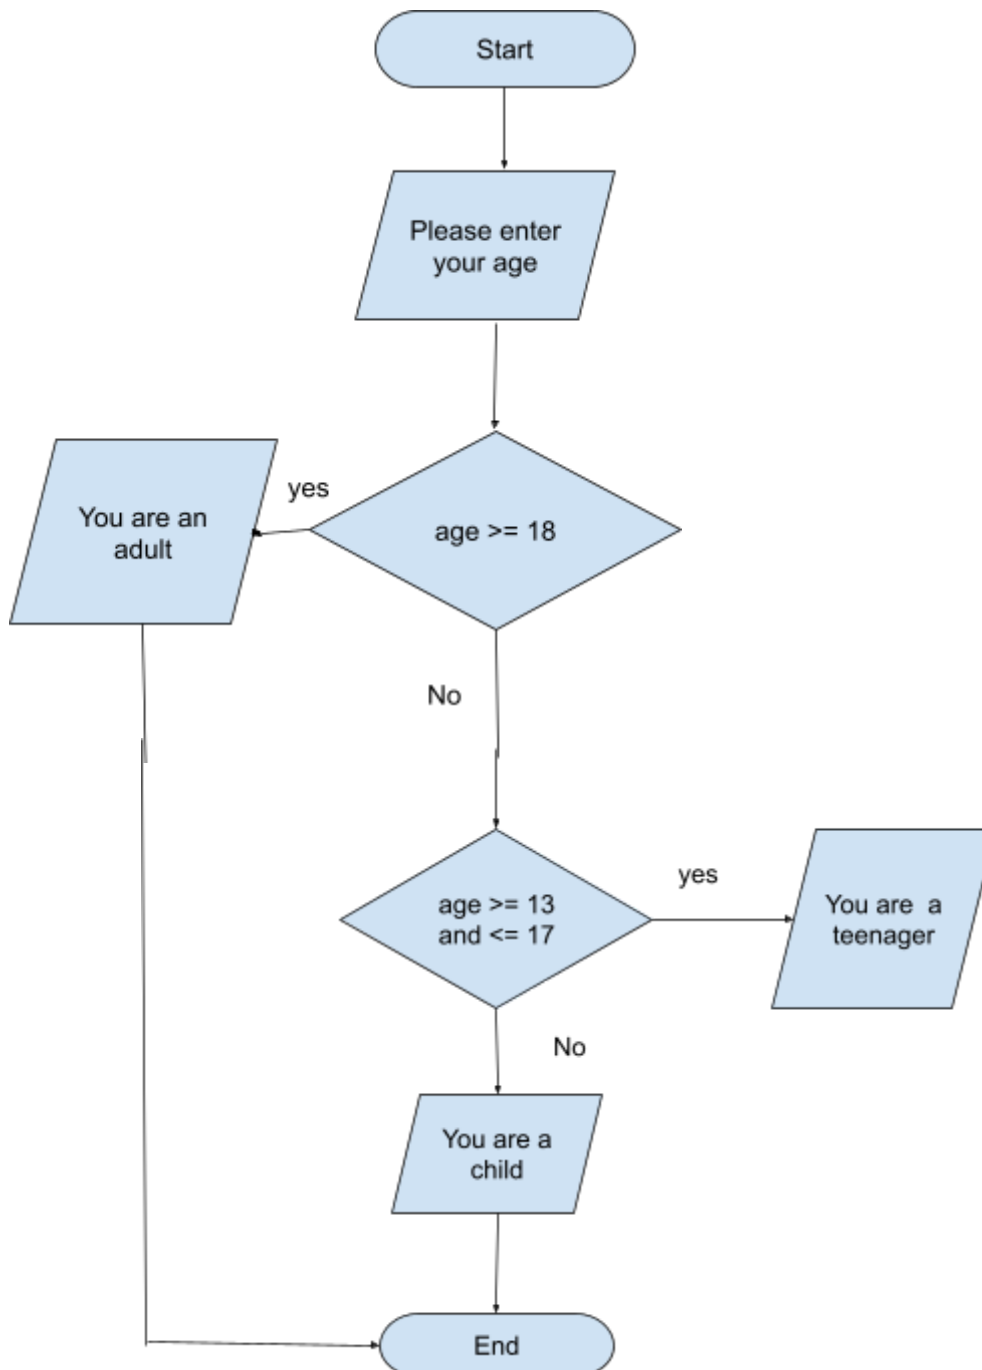 Start
Please enter
your age
yes
You are an
adult
age >= 18
No
age >= 13
and <= 17
yes
You are  a
teenager
No
You are a
child
End